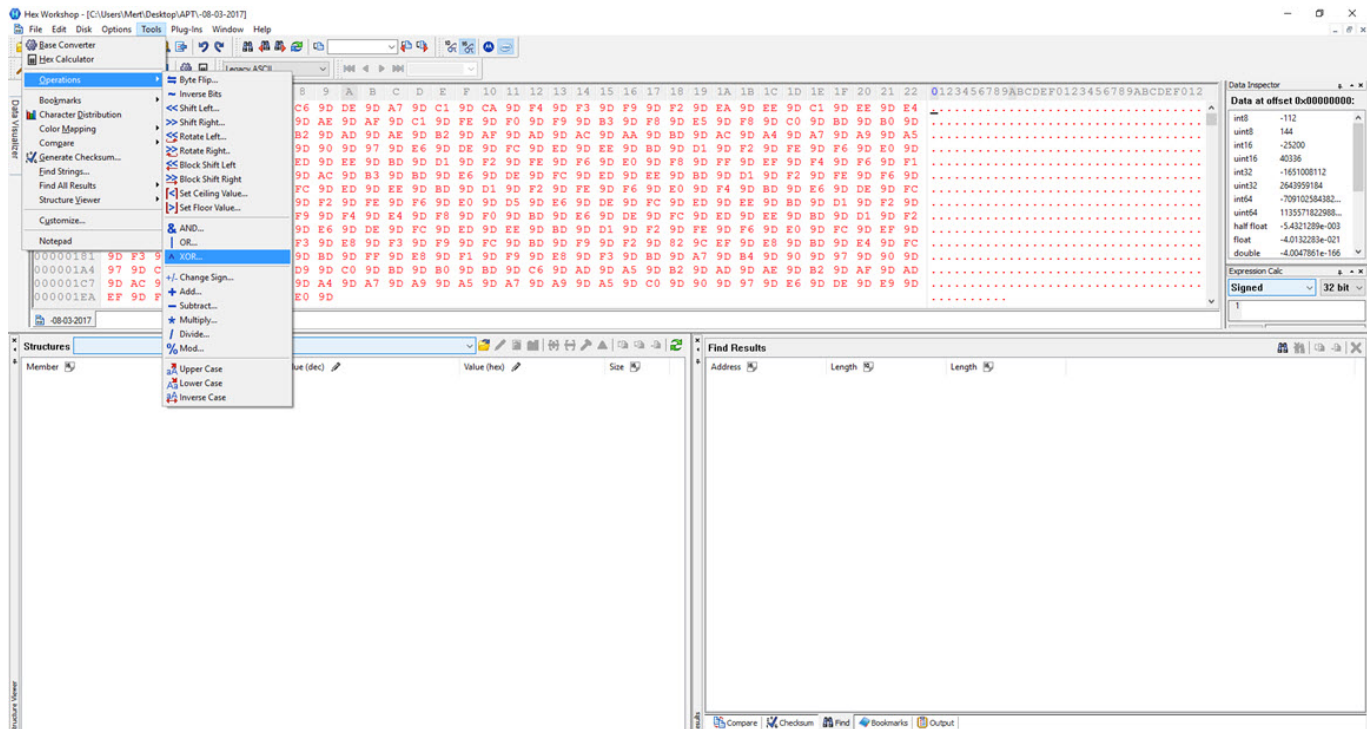 Hex Workshop - [C:\Users\Mert\Desktop\APT\-08-03-2017]
File Edit Disk Options Tools Plug-Ins Window Help
Base Converter
Hex Calculator
Operations
Bookmarks
Character Distribution
Color Mapping
Compare
Generate Checksum...
Find Strings...
Find All Results
Structure Viewer
Customize...
Notepad
Legacy ASCII
Byte Flip...
Inverse Bits
Shift Left...
Shift Right...
Rotate Left...
Rotate Right..
Block Shift Left
Block Shift Right
Set Ceiling Value...
Set Floor Value...
AND...
OR...
XOR...
Change Sign...
Add...
Subtract...
Multiply...
Divide...
Mod...
Upper Case
Lower Case
Inverse Case
8 9 A B C D E F 10 11 12 13 14 15 16 17 18 19 1A 1B 1C 1D 1E 1F 20 21 22 0123456789ABCDEF0123456789ABCDEF012
C6 9D DE 9D A7 9D C1 9D CA 9D F4 9D F3 9D F9 9D F2 9D EA 9D EE 9D C1 9D EE 9D E4
9D AE 9D AF 9D C1 9D FE 9D F0 9D F9 9D B3 9D F8 9D E5 9D F8 9D C0 9D BD 9D B0 9D
B2 9D AD 9D AE 9D B2 9D AF 9D AD 9D AC 9D AA 9D BD 9D AC 9D A4 9D A7 9D A9 9D A5
9D 90 9D 97 9D E6 9D DE 9D FC 9D ED 9D EE 9D BD 9D D1 9D F2 9D FE 9D F6 9D E0 9D
ED 9D EE 9D BD 9D D1 9D F2 9D FE 9D F6 9D E0 9D F8 9D FF 9D EF 9D F4 9D F6 9D F1
9D AC 9D B3 9D BD 9D E6 9D DE 9D FC 9D ED 9D EE 9D BD 9D D1 9D F2 9D FE 9D F6 9D
FC 9D ED 9D EE 9D BD 9D D1 9D F2 9D FE 9D F6 9D E0 9D F4 9D BD 9D E6 9D DE 9D FC
9D F2 9D FE 9D F6 9D E0 9D D5 9D E6 9D DE 9D FC 9D ED 9D EE 9D BD 9D D1 9D F2 9D
F9 9D F4 9D E4 9D F8 9D F0 9D BD 9D E6 9D DE 9D FC 9D ED 9D EE 9D BD 9D D1 9D F2
9D E6 9D DE 9D FC 9D ED 9D EE 9D BD 9D D1 9D F2 9D FE 9D F6 9D E0 9D FC 9D EF 9D
F3 9D E8 9D F3 9D F9 9D FC 9D BD 9D F9 9D F2 9D 82 9C EF 9D E8 9D BD 9D E4 9D FC
00000181 9D F3 9D BD 9D FF 9D E8 9D F1 9D F9 9D E8 9D F3 9D BD 9D A7 9D B4 9D 90 9D 97 9D 90 9D
000001A4 97 9D C D9 9D C0 9D BD 9D B0 9D BD 9D C6 9D AD 9D A5 9D B2 9D AD 9D AE 9D B2 9D AF 9D AD
000001C7 9D AC 9 9D A4 9D A7 9D A9 9D A5 9D A7 9D A9 9D A5 9D C0 9D 90 9D 97 9D E6 9D DE 9D E9 9D
000001EA EF 9D F E0 9D
-08-03-2017
Data Visualizer
Data Inspector
Data at offset 0x00000000:
int8 -112
uint8 144
int16 -25200
uint16 40336
int32 -1651008112
uint32 2643959184
int64 -709102584382...
uint64 1135571822988...
half float -5.4321289e-003
float -4.0132283e-021
double -4.0047861e-166
Expression Calc
Signed 32 bit
1
Structures
Member
Value (hex)
Size
Find Results
Address Length Length
Compare Checksum Find Bookmarks Output
Structure Viewer